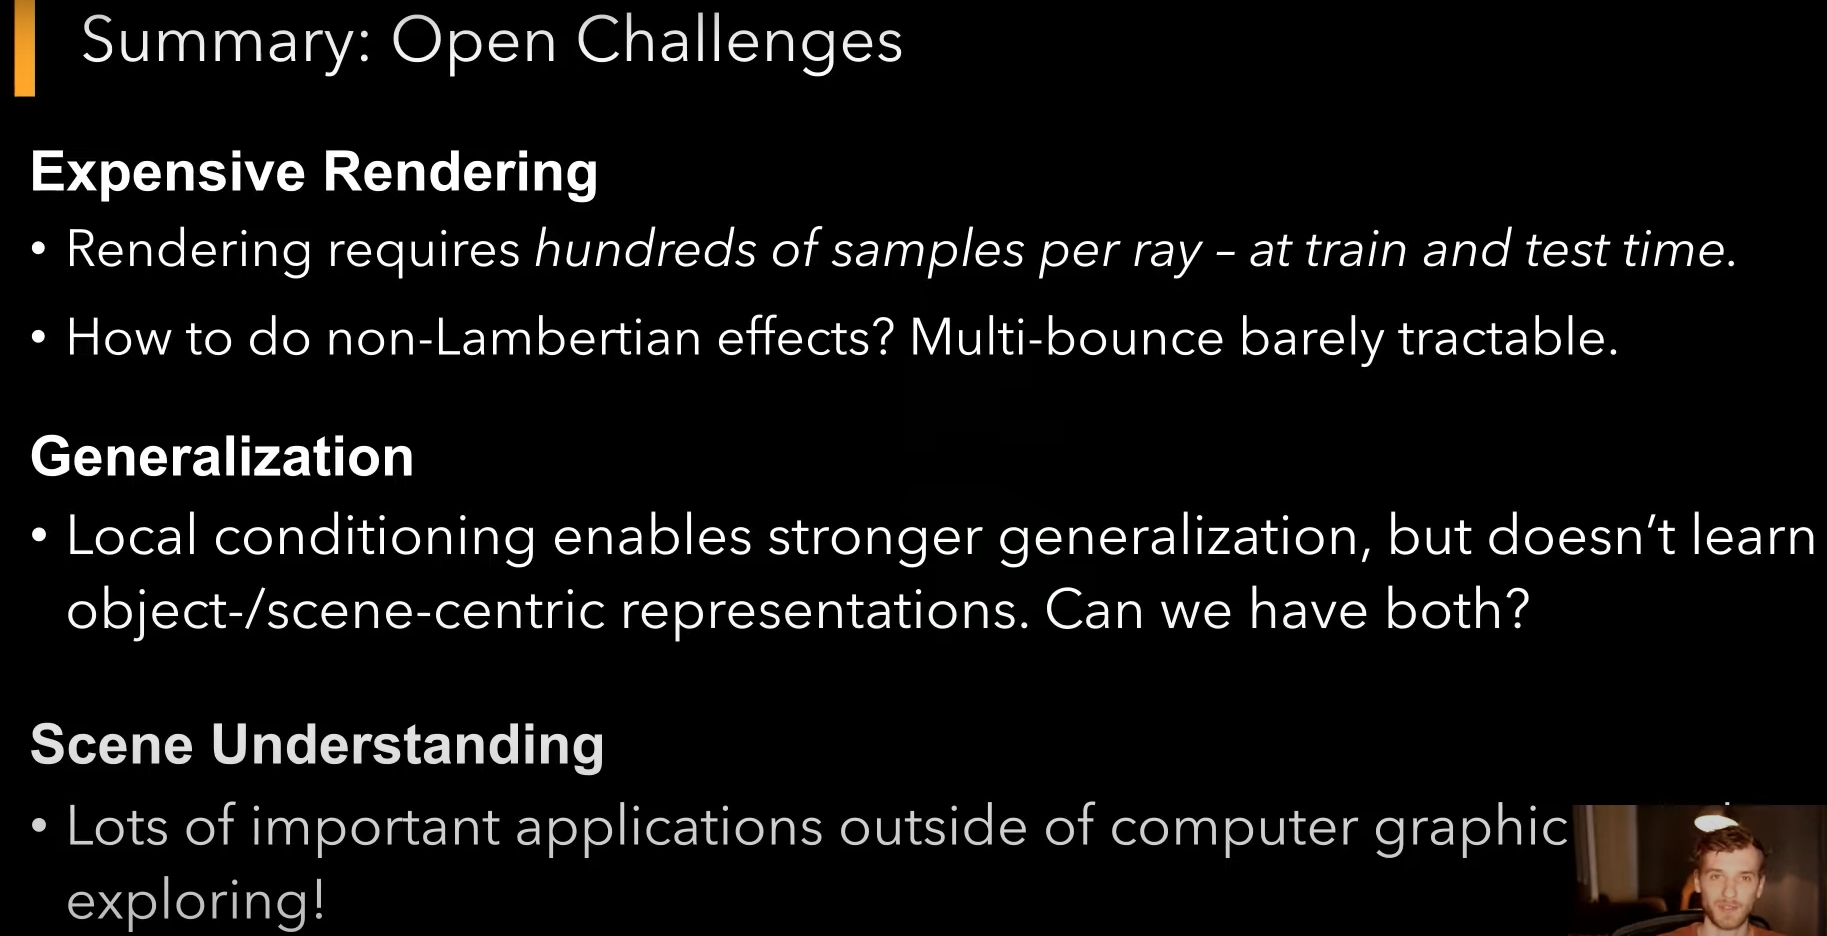 Summary: Open Challenges
Expensive Rendering
• Rendering requires hundreds of samples per ray – at train and test time.
• How to do non-Lambertian effects? Multi-bounce barely tractable.
Generalization
• Local conditioning enables stronger generalization, but doesn’t learn
object-/scene-centric representations. Can we have both?
Scene Understanding
• Lots of important applications outside of computer graphic
exploring!